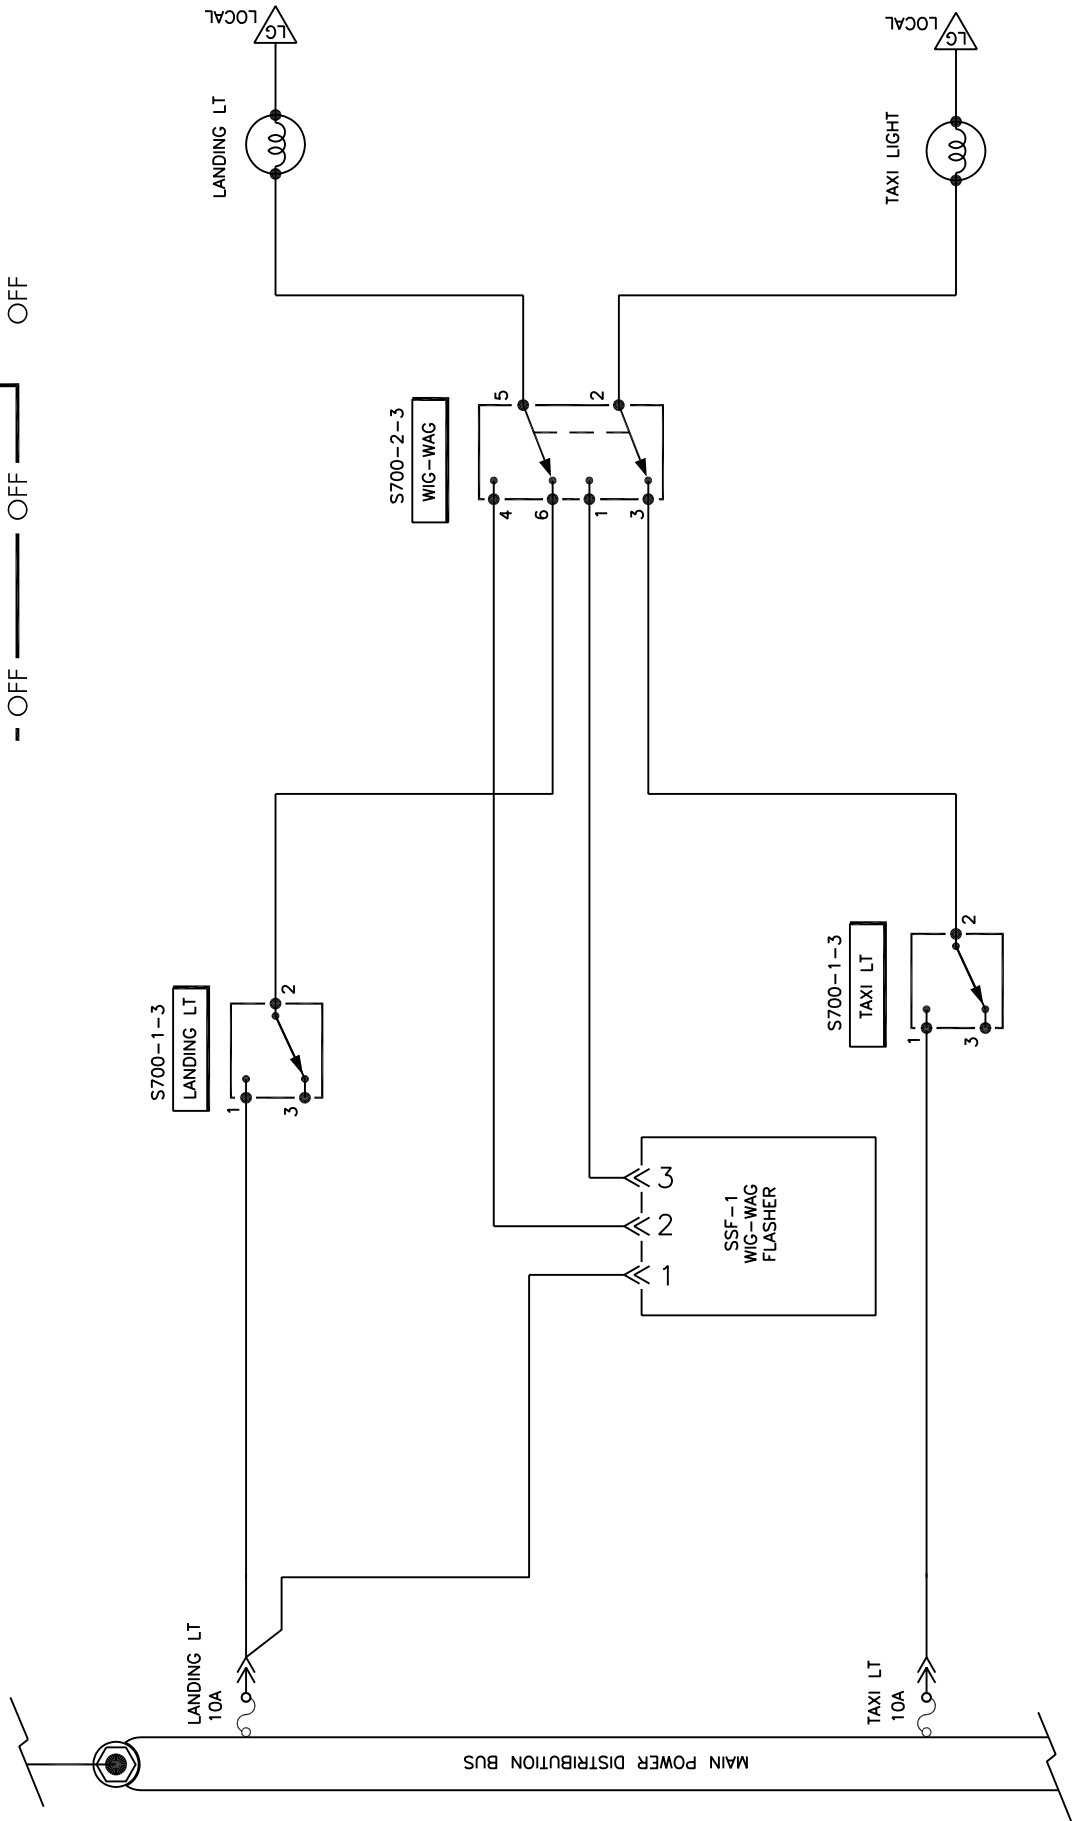 OFF
OFF
OFF
LG
LOCAL
LANDING LT
LG
LOCAL
TAXI LIGHT
S700-2-3
WIG-WAG
5
2
4
6
1
3
S700-1-3
LANDING LT
2
1
3
S700-1-3
TAXI LT
2
1
3
3
2
1
SSF-1
WIG-WAG
FLASHER
LANDING LT
10A
TAXI LT
10A
MAIN POWER DISTRIBUTION BUS